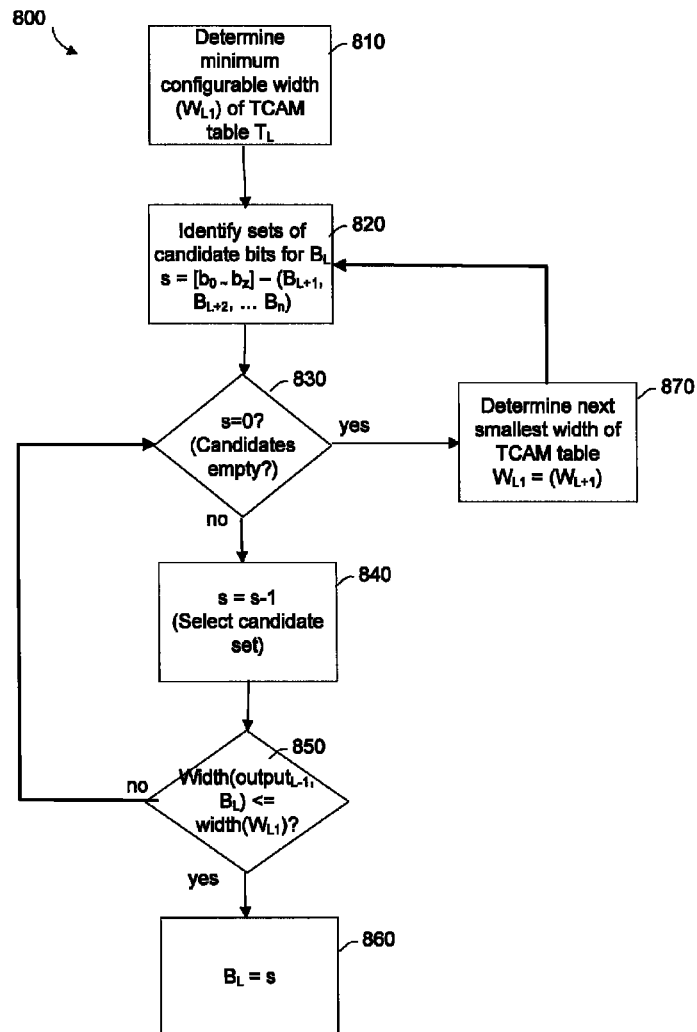 800
810
Determine
minimum
configurable width
(W_L1) of TCAM
table T_L
820
Identify sets of
candidate bits for B_L
s = [b_0 ~ b_z] – (B_L+1,
B_L+2, ... B_n)
830
s=0?
(Candidates
empty?)
yes
no
870
Determine next
smallest width of
TCAM table
W_L1 = (W_L+1)
840
s = s-1
(Select candidate
set)
850
Width(output_L-1,
B_L) <=
width(W_L1)?
no
yes
860
B_L = s